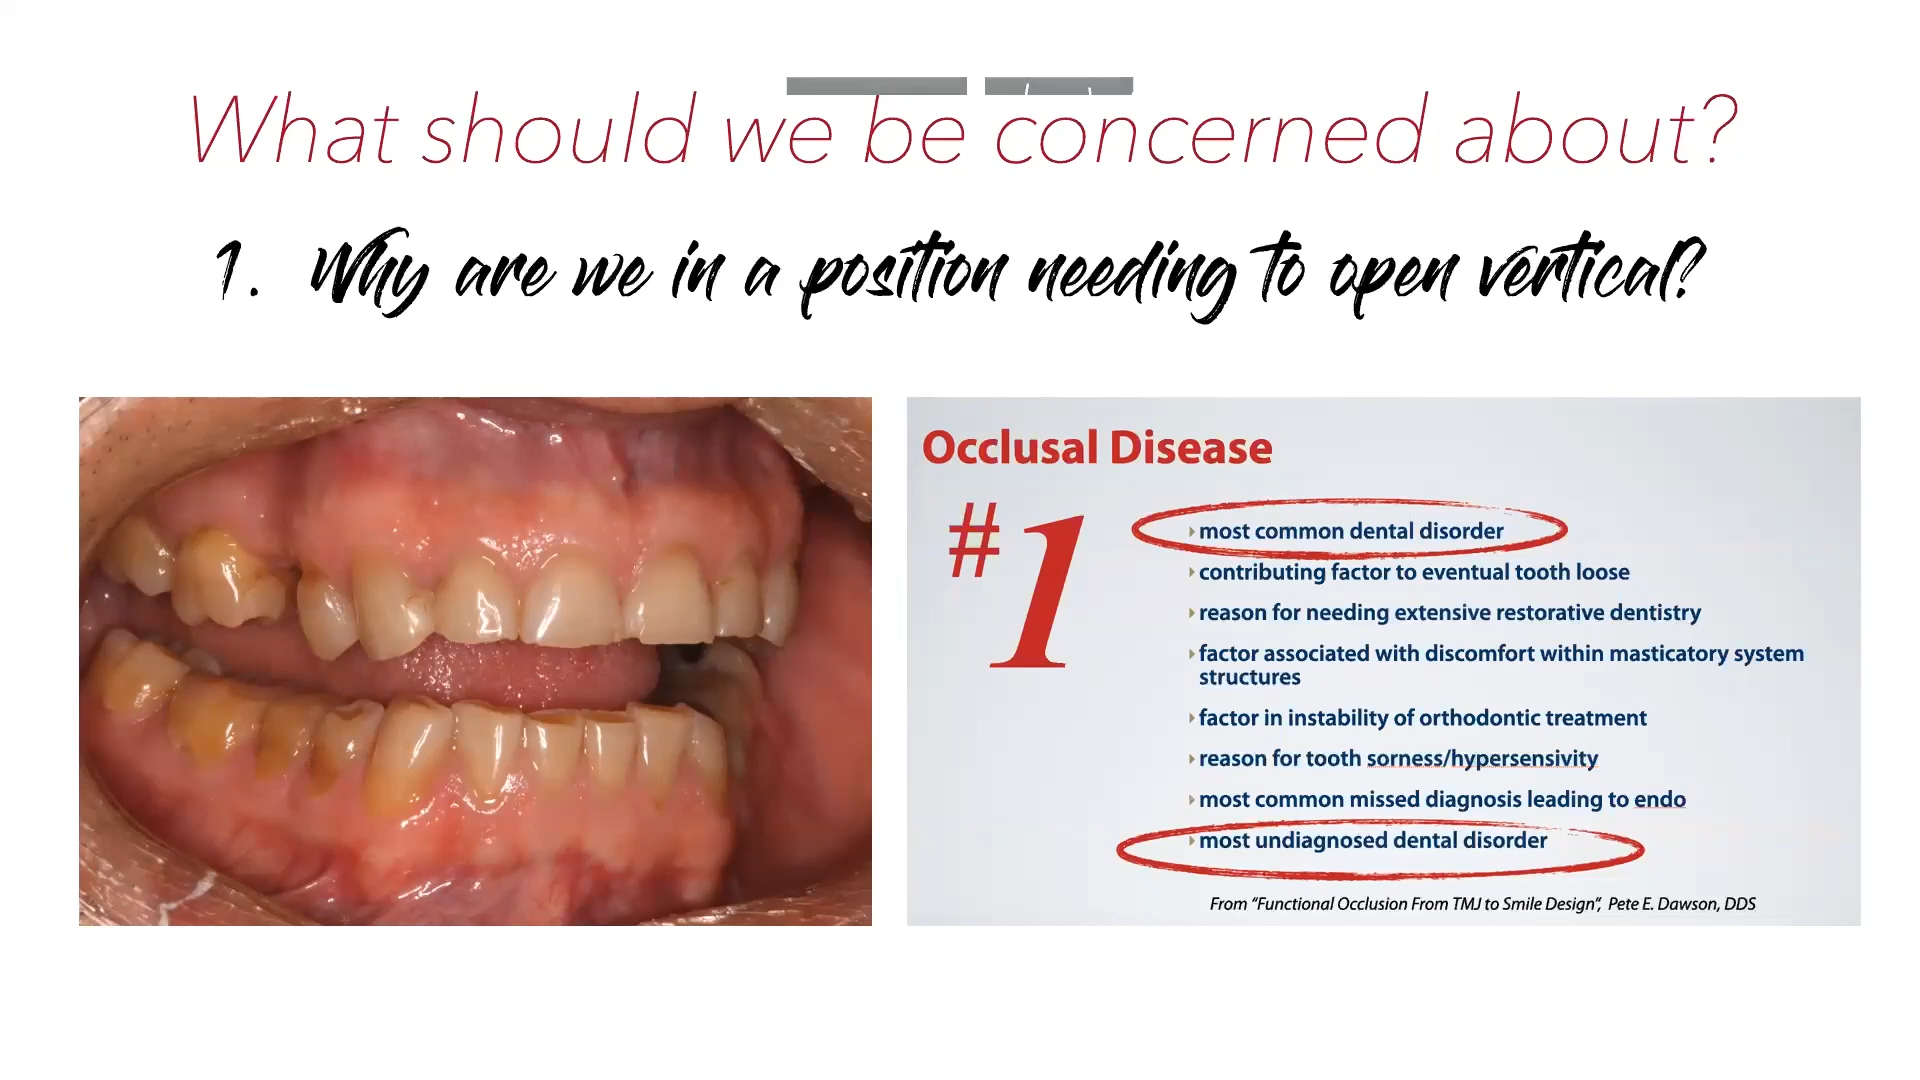 What should we be concerned about?
1. Why are we in a position needing to open vertical?
Occlusal Disease
#1
most common dental disorder
contributing factor to eventual tooth loose
reason for needing extensive restorative dentistry
factor associated with discomfort within masticatory system
structures
factor in instability of orthodontic treatment
reason for tooth sorness/hypersensivity
most common missed diagnosis leading to endo
most undiagnosed dental disorder
From “Functional Occlusion From TMJ to Smile Design”, Pete E. Dawson, DDS